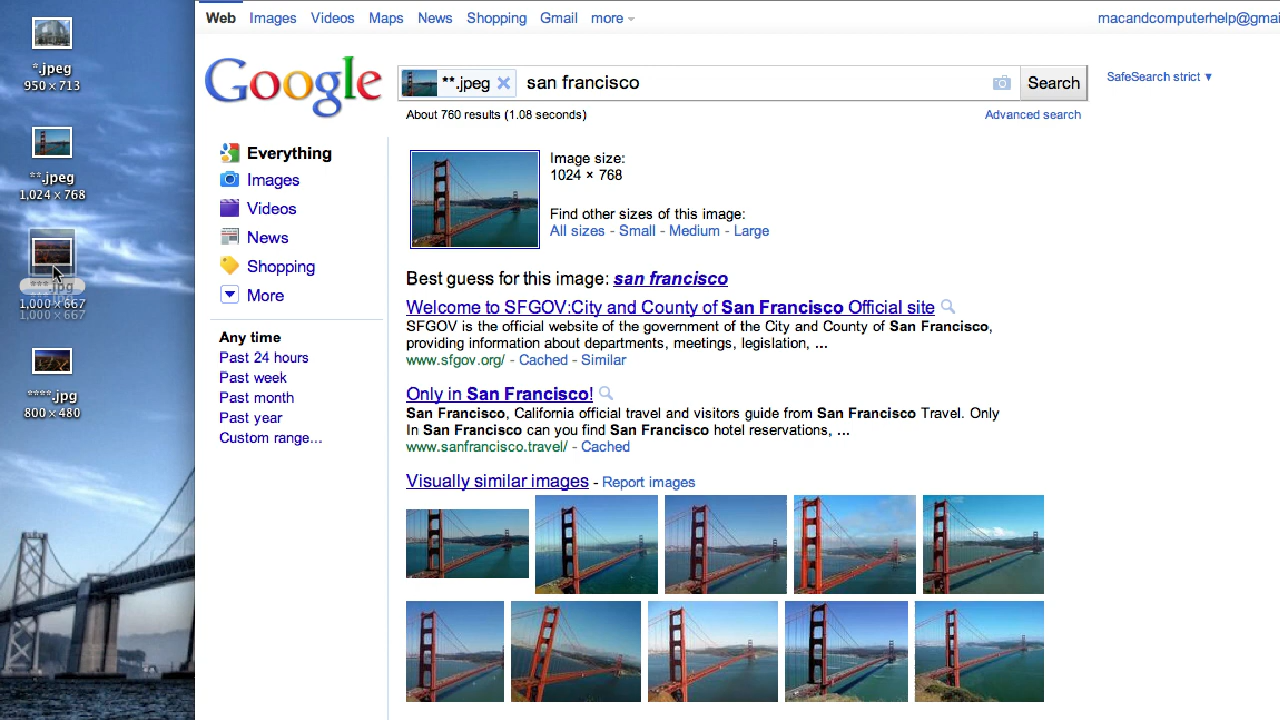 *.jpeg
950 x 713
**.jpeg
1,024 x 768
***.jpg
1,000 x 667
1,000 x 667
****.jpg
800 x 480
Web Images Videos Maps News Shopping Gmail more
macandcomputerhelp@gmai
Google
**.jpeg san francisco
Search
SafeSearch strict ▼
About 760 results (1.08 seconds)
Advanced search
Everything
Images
Videos
News
Shopping
More
Any time
Past 24 hours
Past week
Past month
Past year
Custom range...
Image size:
1024 × 768
Find other sizes of this image:
All sizes - Small - Medium - Large
Best guess for this image: san francisco
Welcome to SFGOV:City and County of San Francisco Official site
SFGOV is the official website of the government of the City and County of San Francisco,
providing information about departments, meetings, legislation, ...
www.sfgov.org/ - Cached - Similar
Only in San Francisco!
San Francisco, California official travel and visitors guide from San Francisco Travel. Only
In San Francisco can you find San Francisco hotel reservations, ...
www.sanfrancisco.travel/ - Cached
Visually similar images - Report images